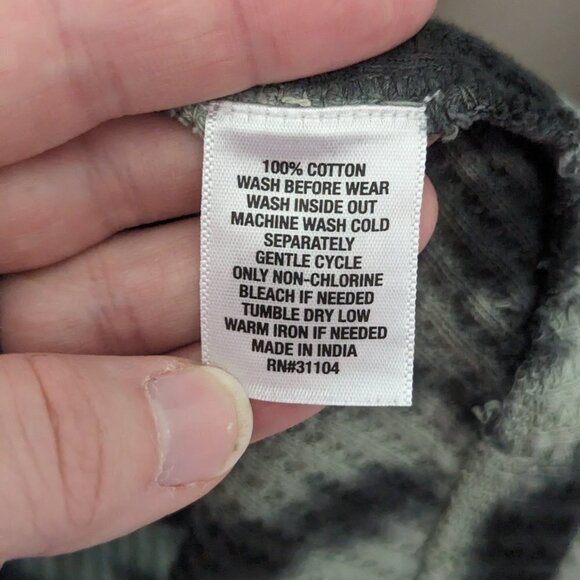 100% COTTON
WASH BEFORE WEAR
WASH INSIDE OUT
MACHINE WASH COLD
SEPARATELY
GENTLE CYCLE
ONLY NON-CHLORINE
BLEACH IF NEEDED
TUMBLE DRY LOW
WARM IRON IF NEEDED
MADE IN INDIA
RN#31104